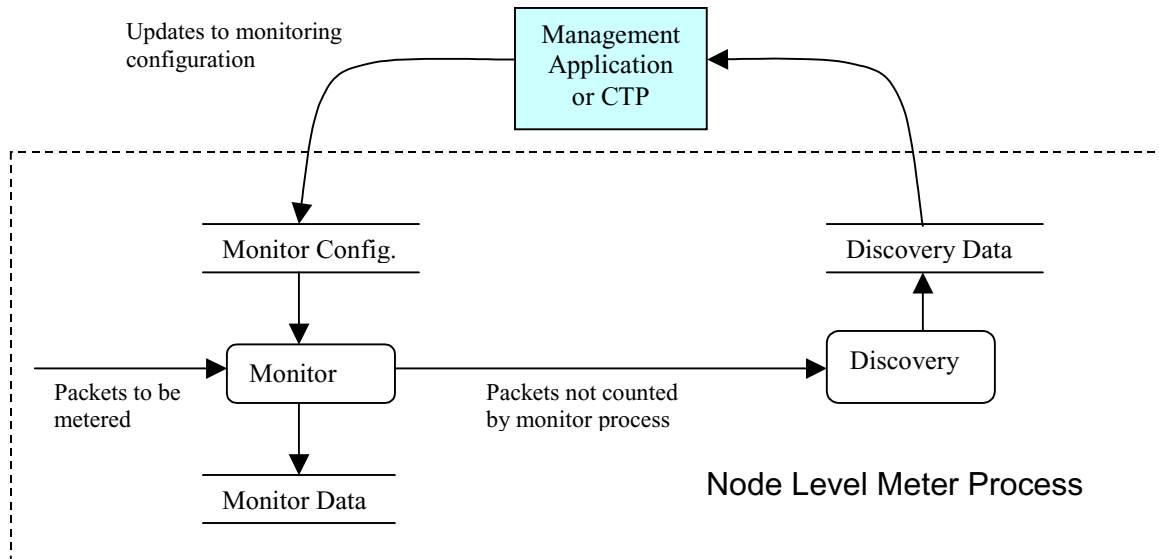 Updates to monitoring
configuration
Management
Application
or CTP
Monitor Config.
Discovery Data
Monitor
Discovery
Packets to be
metered
Packets not counted
by monitor process
Monitor Data
Node Level Meter Process